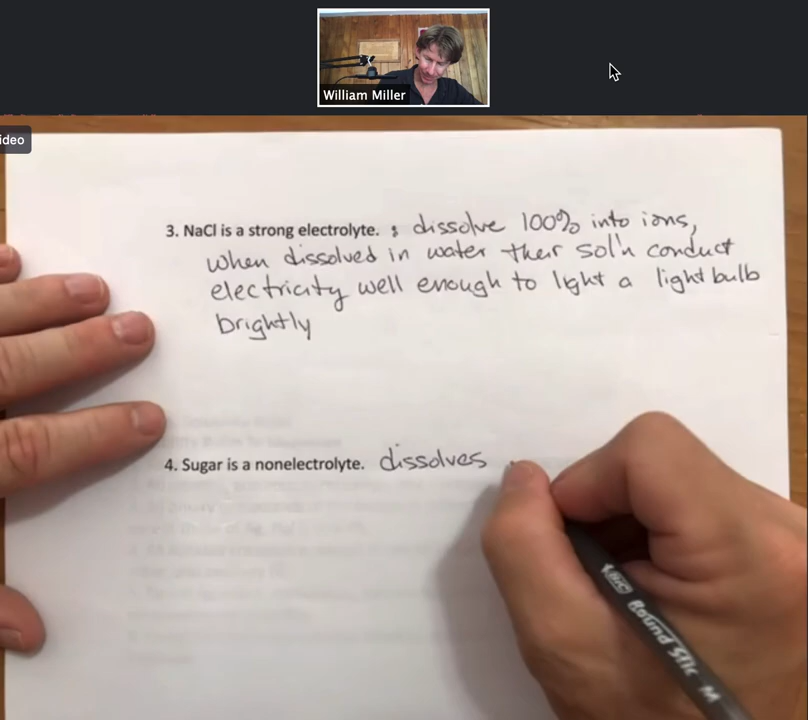 William Miller
ideo
3. NaCl is a strong electrolyte. : dissolve 100% into ions,
when dissolved in water their sol'n conduct
electricity well enough to light a light bulb
brightly
4. Sugar is a nonelectrolyte. dissolves
BIC Round Stic M